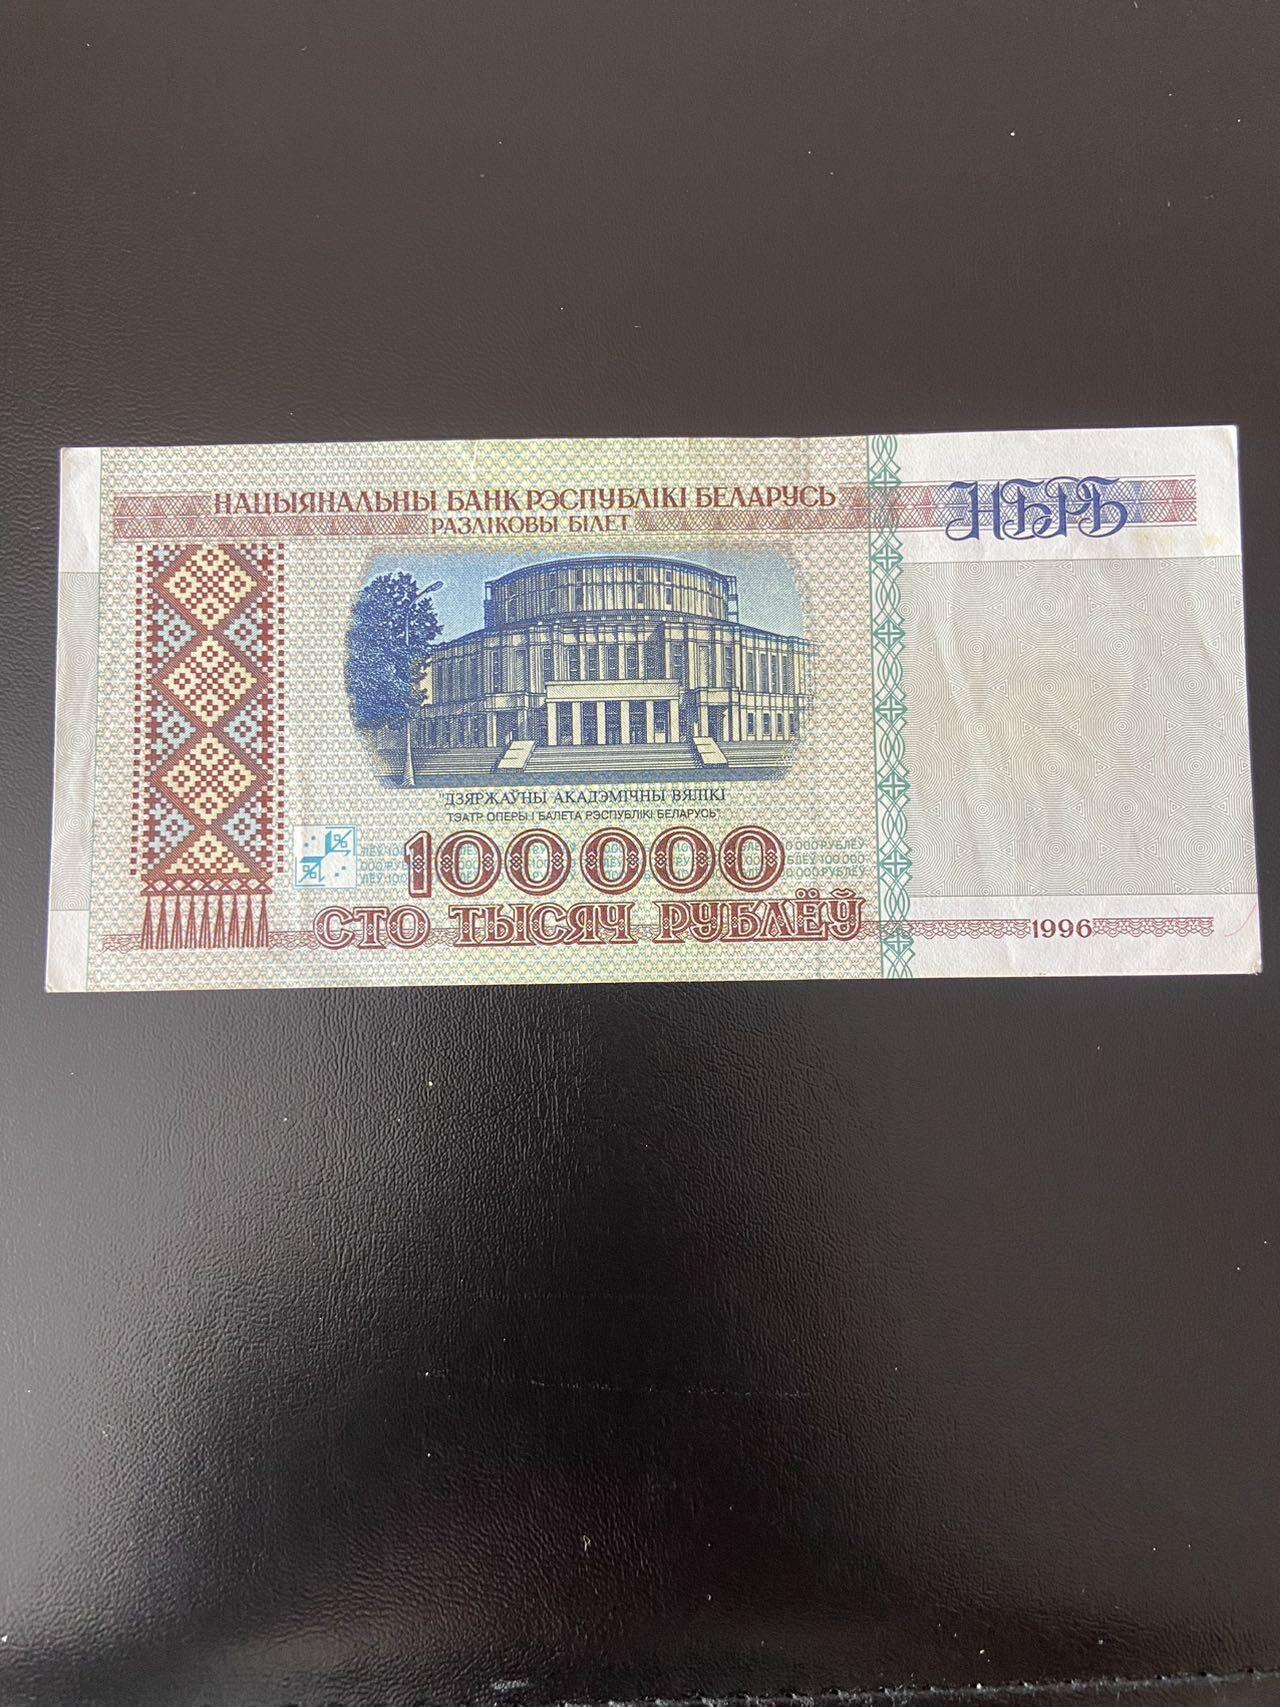 НАЦЫЯНАЛЬНЫ БАНК РЭСПУБЛІКІ БЕЛАРУСЬ
НБРБ
РАЗЛІКОВЫ БІЛЕТ
"ДЗЯРЖАЎНЫ АКАДЭМІЧНЫ ВЯЛІКІ
ТЭАТР ОПЕРЫ І БАЛЕТА РЭСПУБЛІКІ БЕЛАРУСЬ"
100000
СТО ТЫСЯЧ РУБЛЁЎ
1996